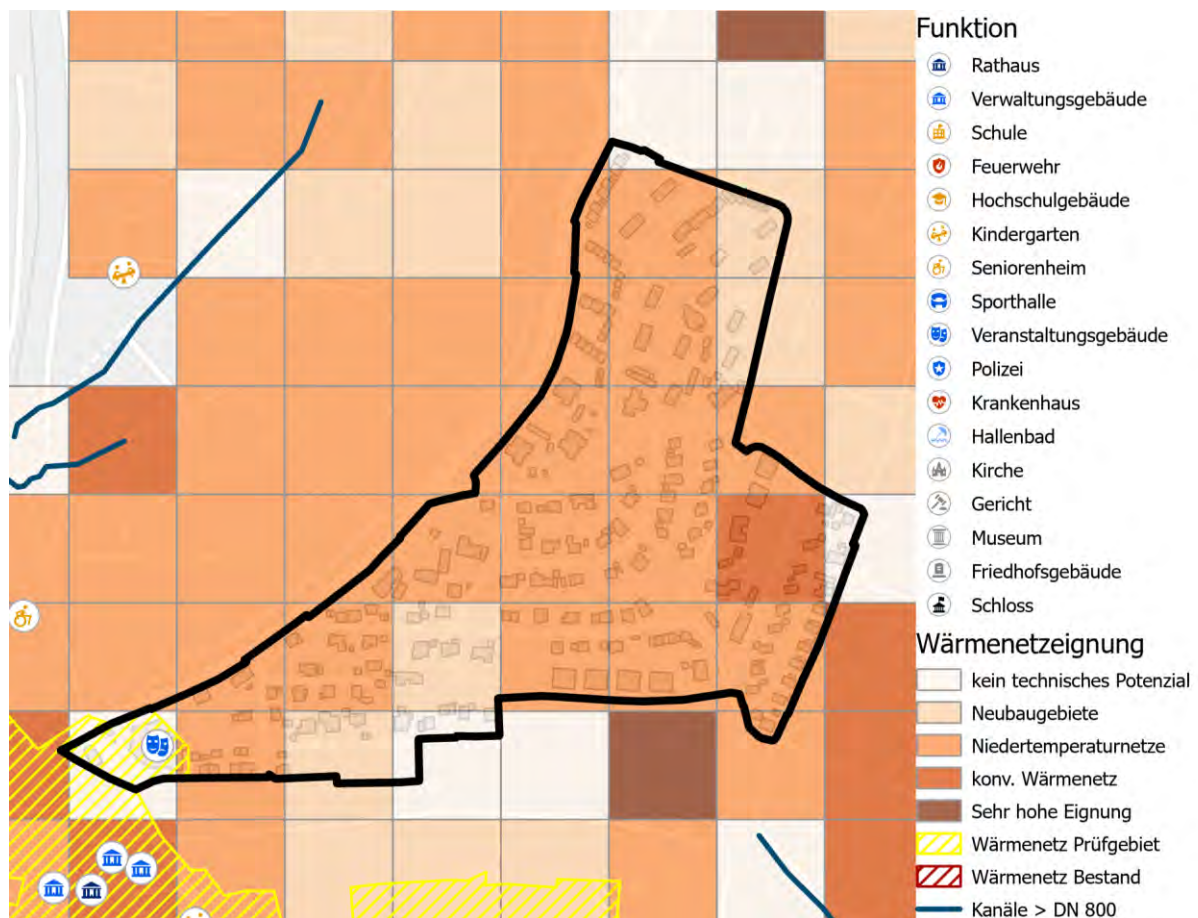 Funktion
Rathaus
Verwaltungsgebäude
Schule
Feuerwehr
Hochschulgebäude
Kindergarten
Seniorenheim
Sporthalle
Veranstaltungsgebäude
Polizei
Krankenhaus
Hallenbad
Kirche
Gericht
Museum
Friedhofsgebäude
Schloss
Wärmenetzeignung
kein technisches Potenzial
Neubaugebiete
Niedertemperaturnetze
konv. Wärmenetz
Sehr hohe Eignung
Wärmenetz Prüfgebiet
Wärmenetz Bestand
Kanäle > DN 800